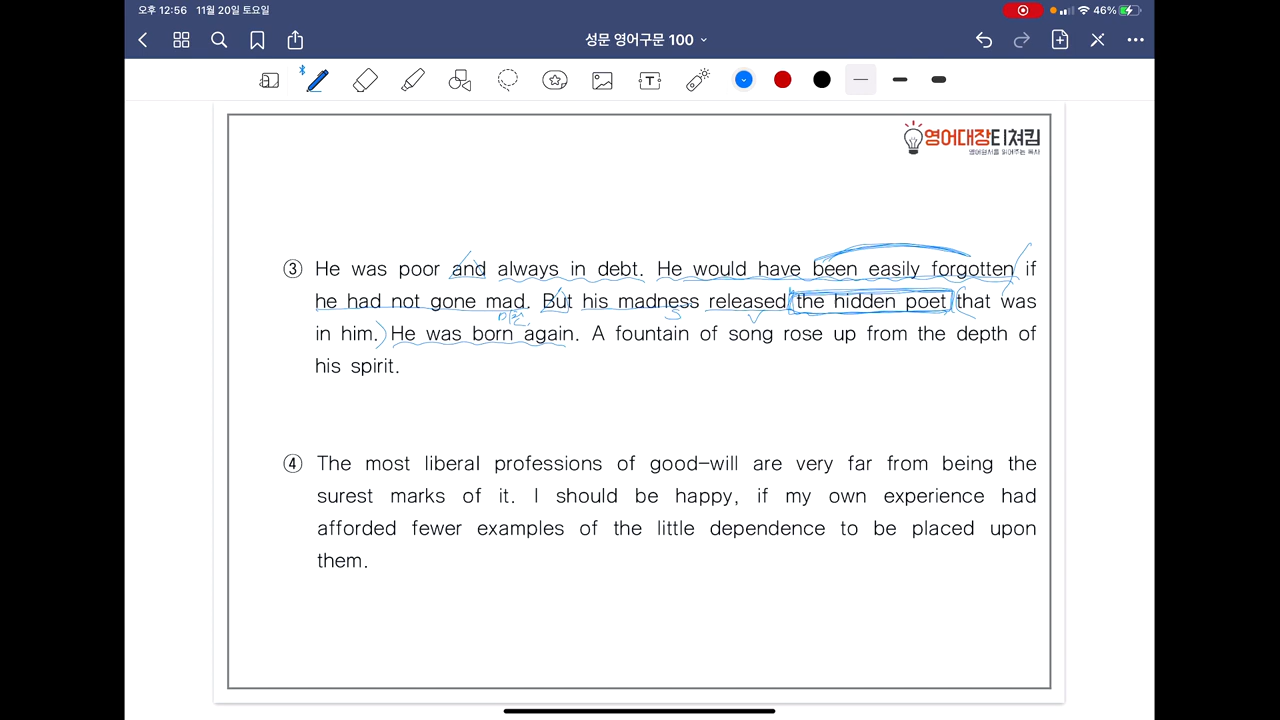 오후 12:56 11월 20일 토요일
46%
성문 영어구문 100
영어대장티쳐킴
③ He was poor and always in debt. He would have been easily forgotten if
he had not gone mad. But his madness released the hidden poet that was
S V
in him. He was born again. A fountain of song rose up from the depth of
his spirit.
④ The most liberal professions of good-will are very far from being the
surest marks of it. I should be happy, if my own experience had
afforded fewer examples of the little dependence to be placed upon
them.